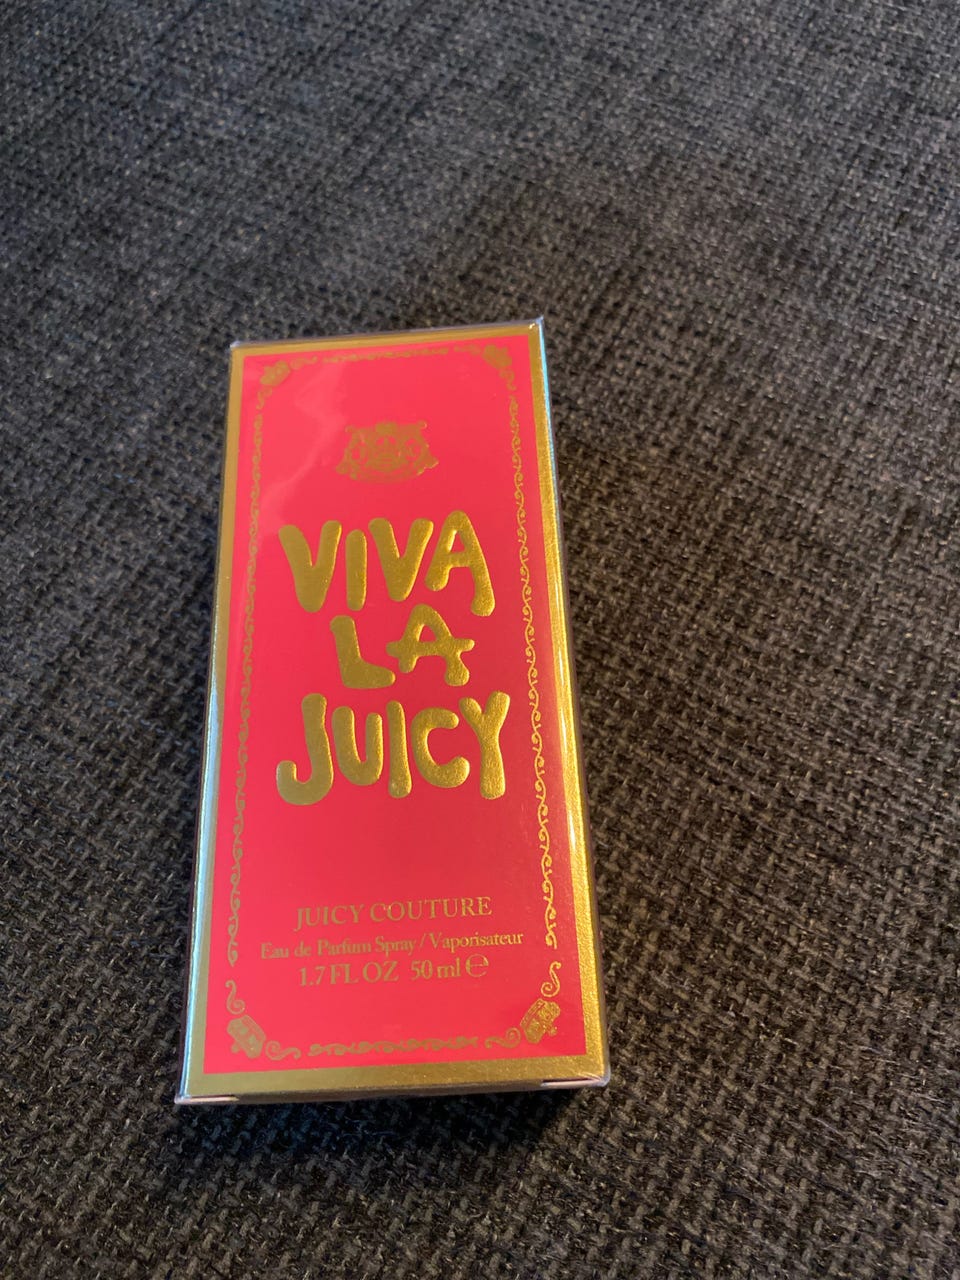 VIVA
LA
JUICY
JUICY COUTURE
Eau de Parfum Spray / Vaporisateur
1.7 FL OZ 50 ml ℮